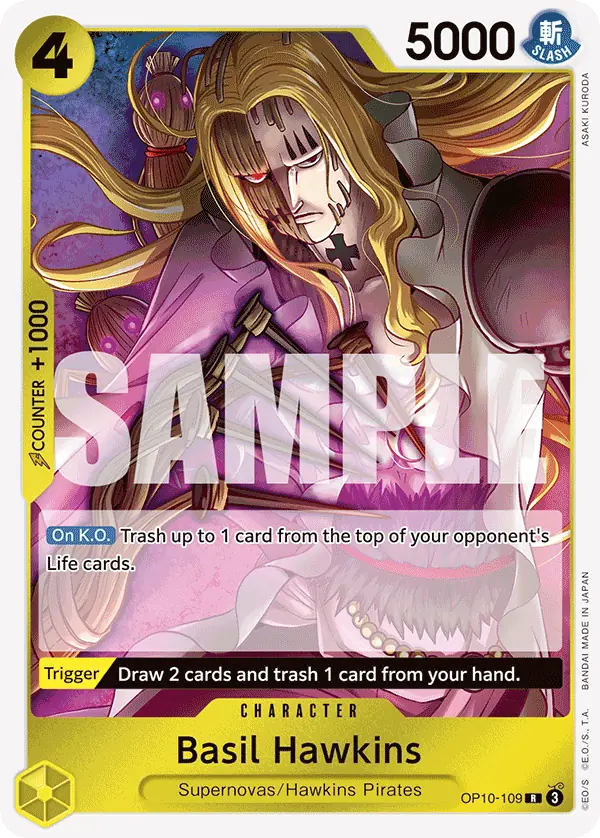 4
5000
斬
SLASH
ASAKI KURODA
COUNTER +1000
SAMPLE
On K.O. Trash up to 1 card from the top of your opponent's
Life cards.
Trigger Draw 2 cards and trash 1 card from your hand.
CHARACTER
Basil Hawkins
Supernovas/Hawkins Pirates
OP10-109 R 3
©E.O/S ©E.O./S., T.A. BANDAI MADE IN JAPAN